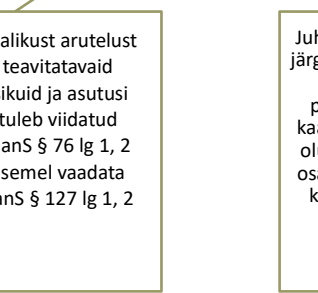 alikust arutelust
teavitatavaid
ikuid ja asutusi
tuleb viidatud
anS § 76 lg 1, 2
semel vaadata
anS § 127 lg 1, 2
Juh
järg
p
kaa
olu
osa
k